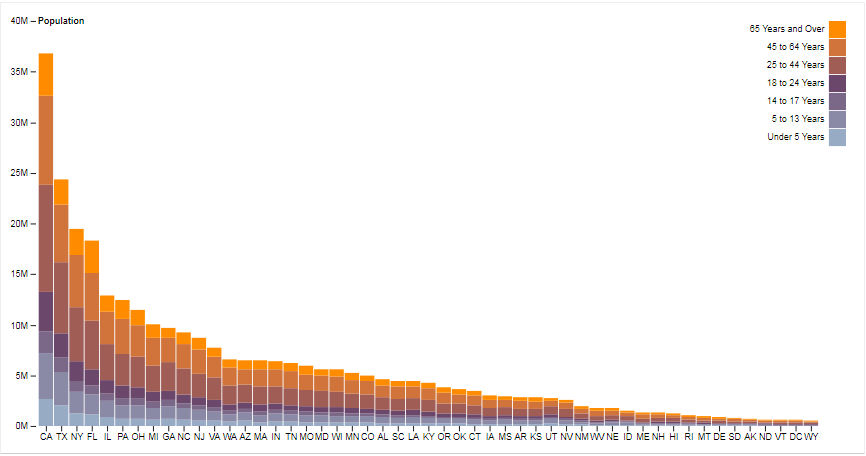 40M Population
65 Years and Over
45 to 64 Years
35M
25 to 44 Years
18 to 24 Years
14 to 17 Years
30M
5 to 13 Years
Under 5 Years
25M
20M
15M
10M
5M
0M
CA TX NY FL IL PA OH MI GA NC NJ VA WA AZ MA IN TN MO MD WI MN CO AL SC LA KY OR OK CT IA MS AR KS UT NV NM WV NE ID ME NH HI RI MT DE SD AK ND VT DC WY